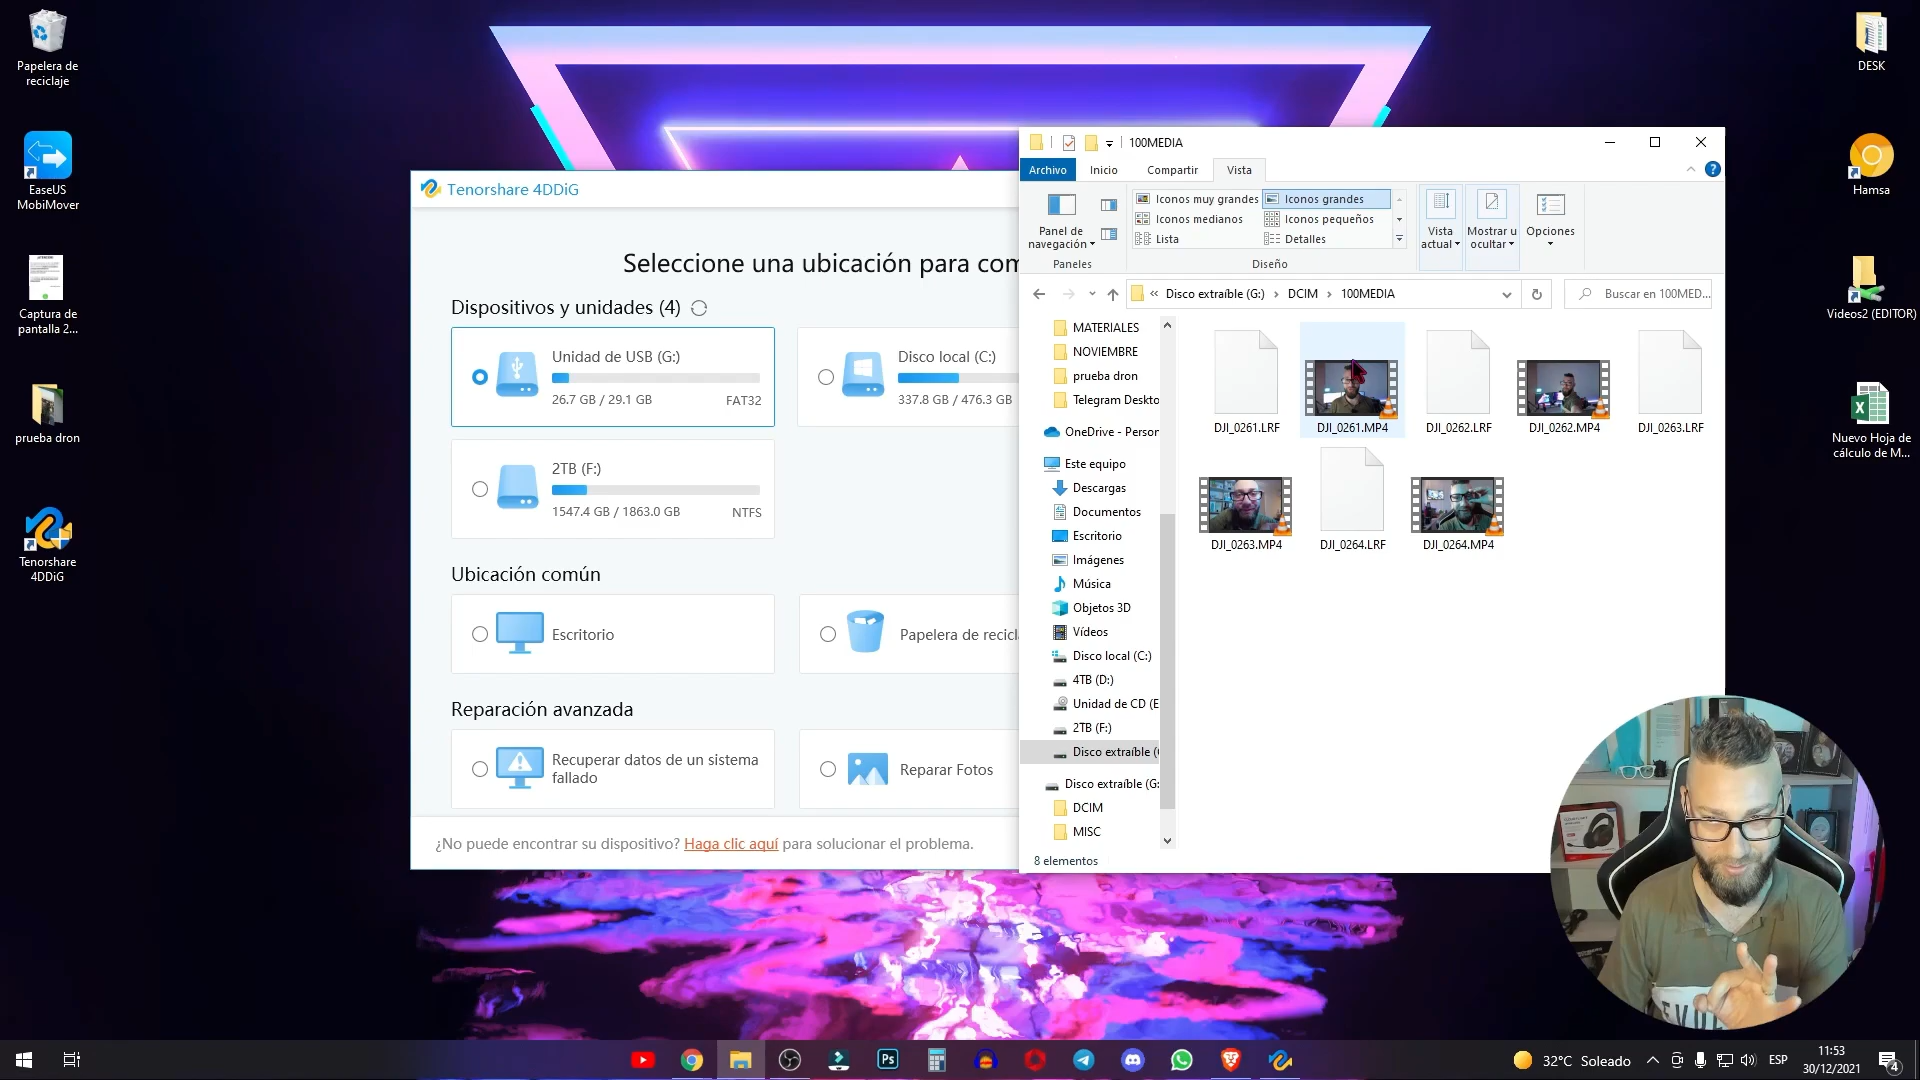 Papelera de
reciclaje
EaseUS
MobiMover
Captura de
pantalla 2...
prueba dron
Tenorshare
4DDiG
DESK
Hamsa
Videos2 (EDITOR)
Nuevo Hoja de
cálculo de M...
Tenorshare 4DDiG
Seleccione una ubicación para com
Dispositivos y unidades (4)
Unidad de USB (G:)
26.7 GB / 29.1 GB
FAT32
Disco local (C:)
337.8 GB / 476.3 GB
2TB (F:)
1547.4 GB / 1863.0 GB
NTFS
Ubicación común
Escritorio
Papelera de recicl
Reparación avanzada
Recuperar datos de un sistema
fallado
Reparar Fotos
¿No puede encontrar su dispositivo? Haga clic aquí para solucionar el problema.
100MEDIA
Archivo
Inicio
Compartir
Vista
Panel de
navegación
Paneles
Iconos muy grandes
Iconos grandes
Iconos medianos
Iconos pequeños
Lista
Detalles
Diseño
Vista
actual
Mostrar u
ocultar
Opciones
« Disco extraíble (G:) › DCIM › 100MEDIA
Buscar en 100MED...
MATERIALES
NOVIEMBRE
prueba dron
Telegram Deskto
OneDrive - Person
Este equipo
Descargas
Documentos
Escritorio
Imágenes
Música
Objetos 3D
Vídeos
Disco local (C:)
4TB (D:)
Unidad de CD (E
2TB (F:)
Disco extraíble (
Disco extraíble (G:
DCIM
MISC
DJI_0261.LRF
DJI_0261.MP4
DJI_0262.LRF
DJI_0262.MP4
DJI_0263.LRF
DJI_0263.MP4
DJI_0264.LRF
DJI_0264.MP4
8 elementos
Ps
32°C Soleado
ESP
11:53
30/12/2021
4